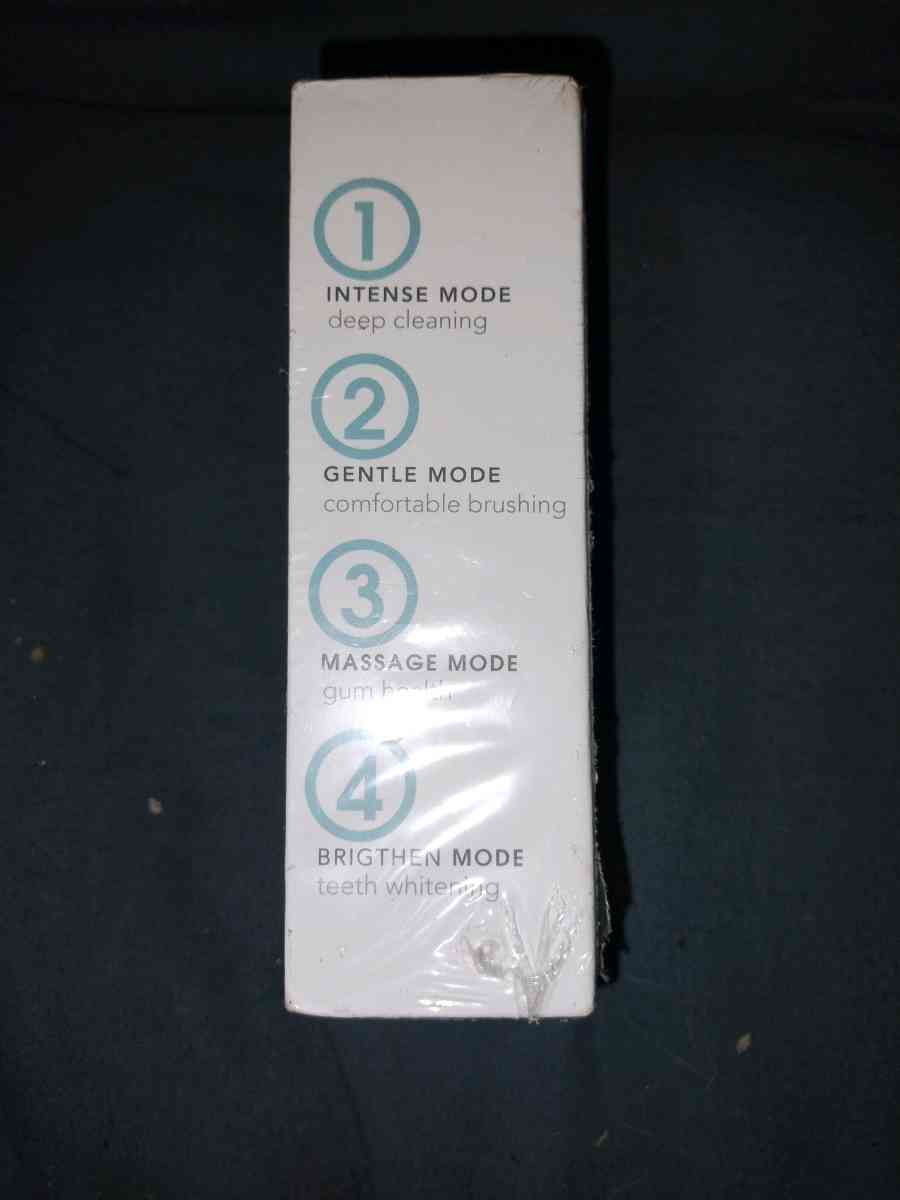 1
INTENSE MODE
deep cleaning
2
GENTLE MODE
comfortable brushing
3
MASSAGE MODE
gum health
4
BRIGTHEN MODE
teeth whitening